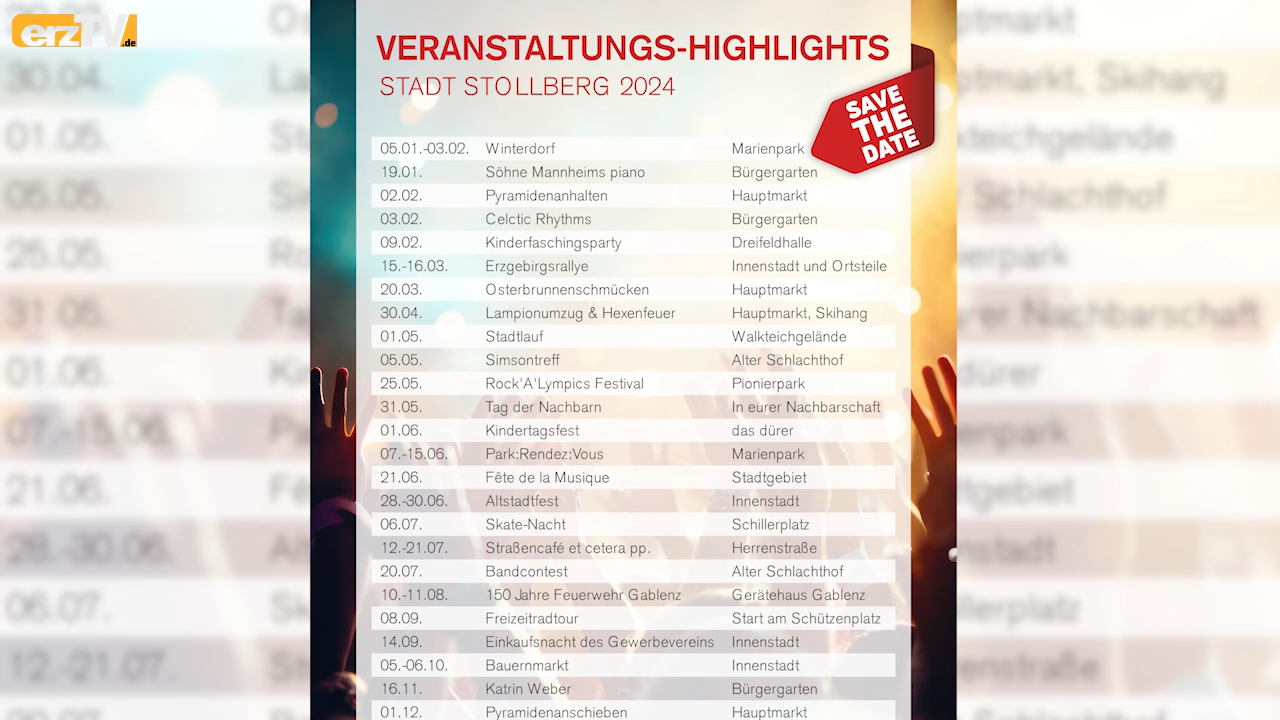 erzTV.de
VERANSTALTUNGS-HIGHLIGHTS
STADT STOLLBERG 2024
SAVE
THE
DATE
05.01.-03.02. Winterdorf Marienpark
19.01. Söhne Mannheims piano Bürgergarten
02.02. Pyramidenanhalten Hauptmarkt
03.02. Celctic Rhythms Bürgergarten
09.02. Kinderfaschingsparty Dreifeldhalle
15.-16.03. Erzgebirgsrallye Innenstadt und Ortsteile
20.03. Osterbrunnenschmücken Hauptmarkt
30.04. Lampionumzug & Hexenfeuer Hauptmarkt, Skihang
01.05. Stadtlauf Walkteichgelände
05.05. Simsontreff Alter Schlachthof
25.05. Rock'A'Lympics Festival Pionierpark
31.05. Tag der Nachbarn In eurer Nachbarschaft
01.06. Kindertagsfest das dürer
07.-15.06. Park:Rendez:Vous Marienpark
21.06. Fête de la Musique Stadtgebiet
28.-30.06. Altstadtfest Innenstadt
06.07. Skate-Nacht Schillerplatz
12.-21.07. Straßencafé et cetera pp. Herrenstraße
20.07. Bandcontest Alter Schlachthof
10.-11.08. 150 Jahre Feuerwehr Gablenz Gerätehaus Gablenz
08.09. Freizeitradtour Start am Schützenplatz
14.09. Einkaufsnacht des Gewerbevereins Innenstadt
05.-06.10. Bauernmarkt Innenstadt
16.11. Katrin Weber Bürgergarten
01.12. Pyramidenanschieben Hauptmarkt